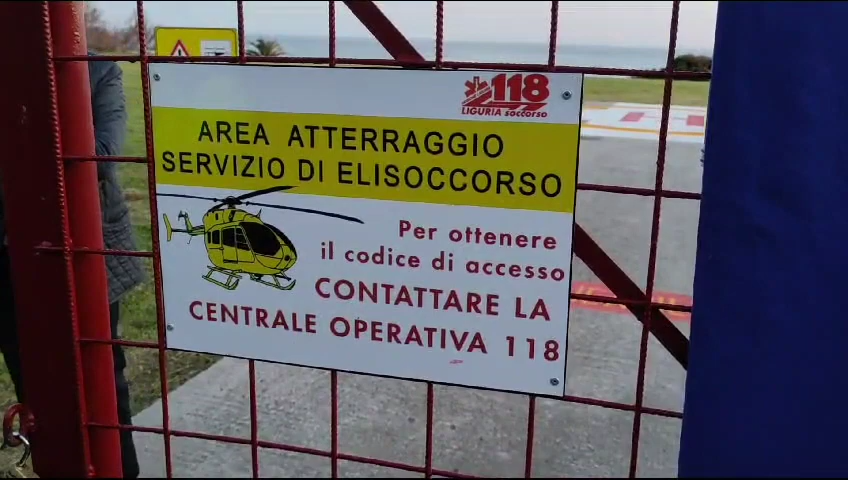 118
LIGURIA soccorso
AREA ATTERRAGGIO
SERVIZIO DI ELISOCCORSO
Per ottenere
il codice di accesso
CONTATTARE LA
CENTRALE OPERATIVA 118